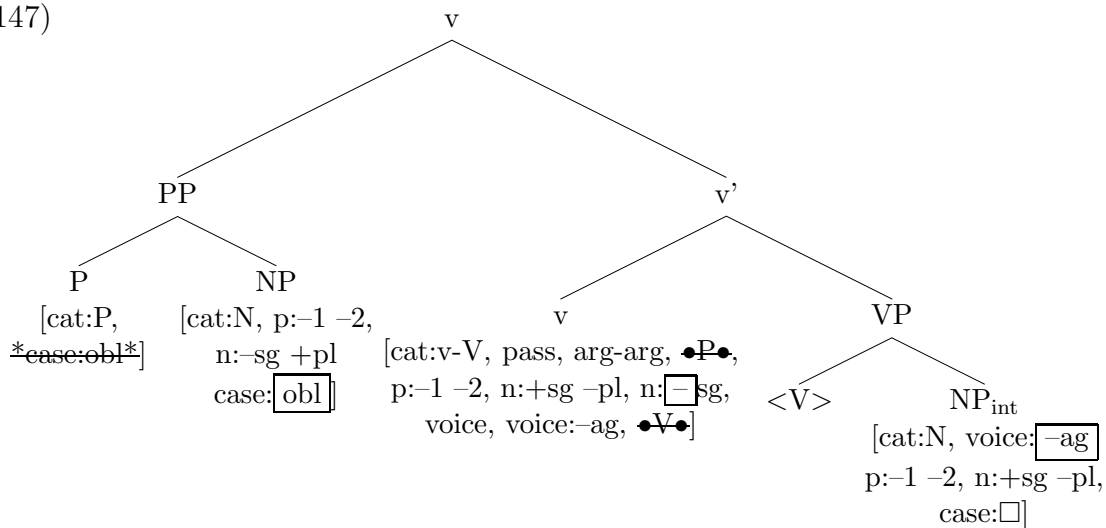 147)
v
PP
v’
P
NP
v
VP
[cat:P,
*case:obl*]
[cat:N, p:–1 –2,
n:–sg +pl
case: obl ]
[cat:v-V, pass, arg-arg, ●P●,
p:–1 –2, n:+sg –pl, n: – sg,
voice, voice:–ag, ●V●]
<V>
NPint
[cat:N, voice: –ag
p:–1 –2, n:+sg –pl,
case:□]